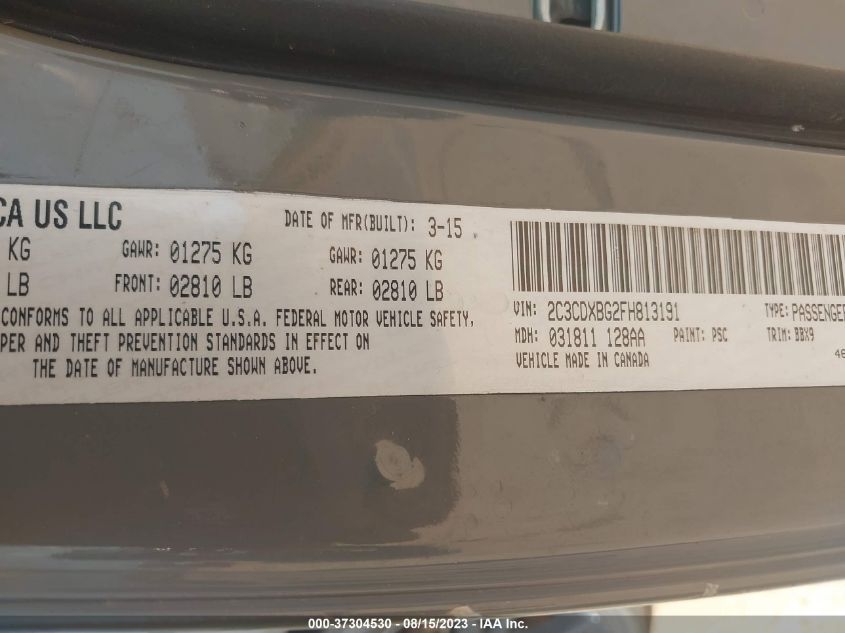 CA US LLC
DATE OF MFR(BUILT): 3-15
KG GAWR: 01275 KG GAWR: 01275 KG
LB FRONT: 02810 LB REAR: 02810 LB
CONFORMS TO ALL APPLICABLE U.S.A. FEDERAL MOTOR VEHICLE SAFETY,
PER AND THEFT PREVENTION STANDARDS IN EFFECT ON
THE DATE OF MANUFACTURE SHOWN ABOVE.
VIN: 2C3CDXBG2FH813191 TYPE: PASSENGER
MDH: 031811 128AA PAINT: PSC TRIM: BBX9
VEHICLE MADE IN CANADA
000-37304530 - 08/15/2023 - IAA Inc.